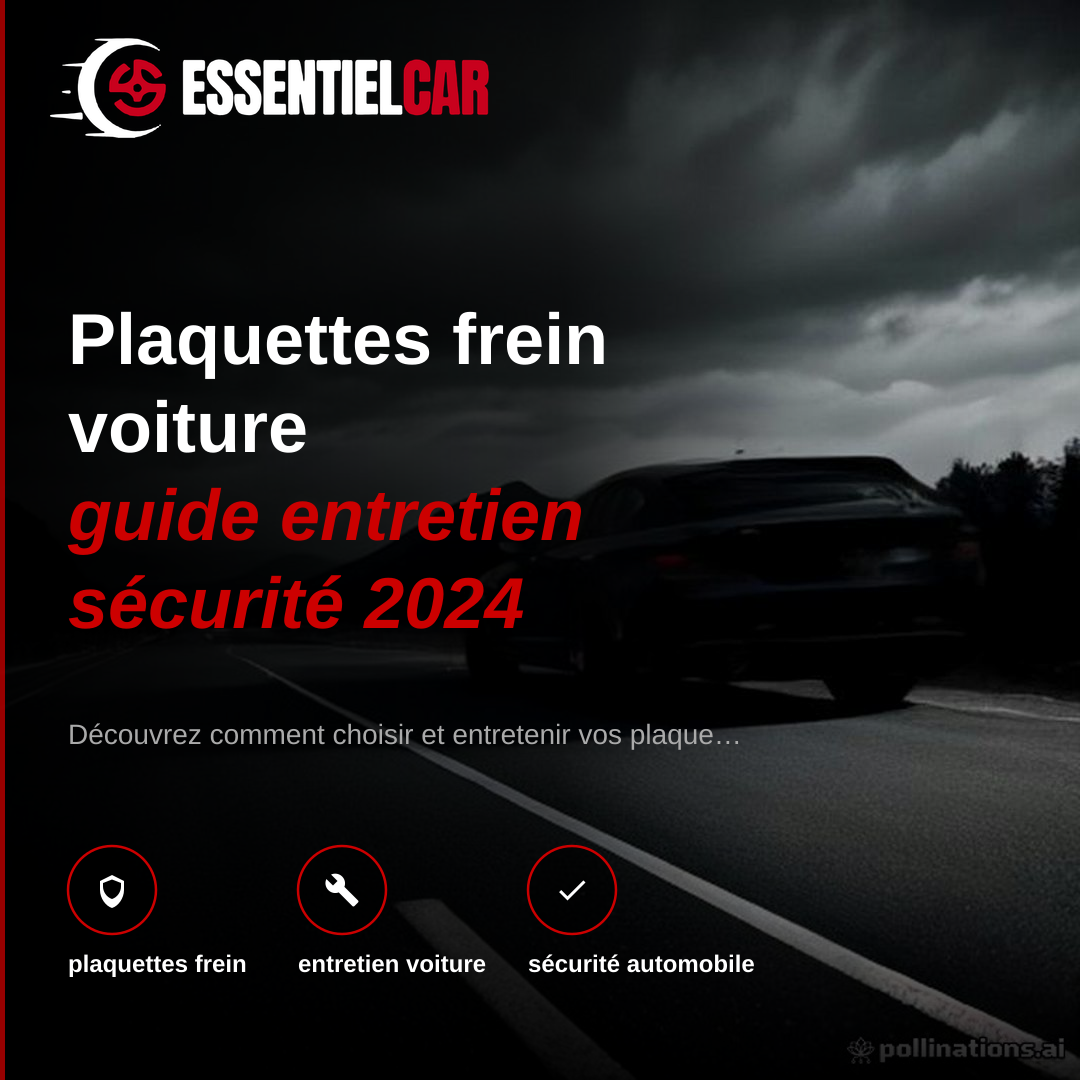 ESSENTIELCAR
Plaquettes frein
voiture
guide entretien
sécurité 2024
Découvrez comment choisir et entretenir vos plaque…
plaquettes frein
entretien voiture
sécurité automobile
pollinations.ai